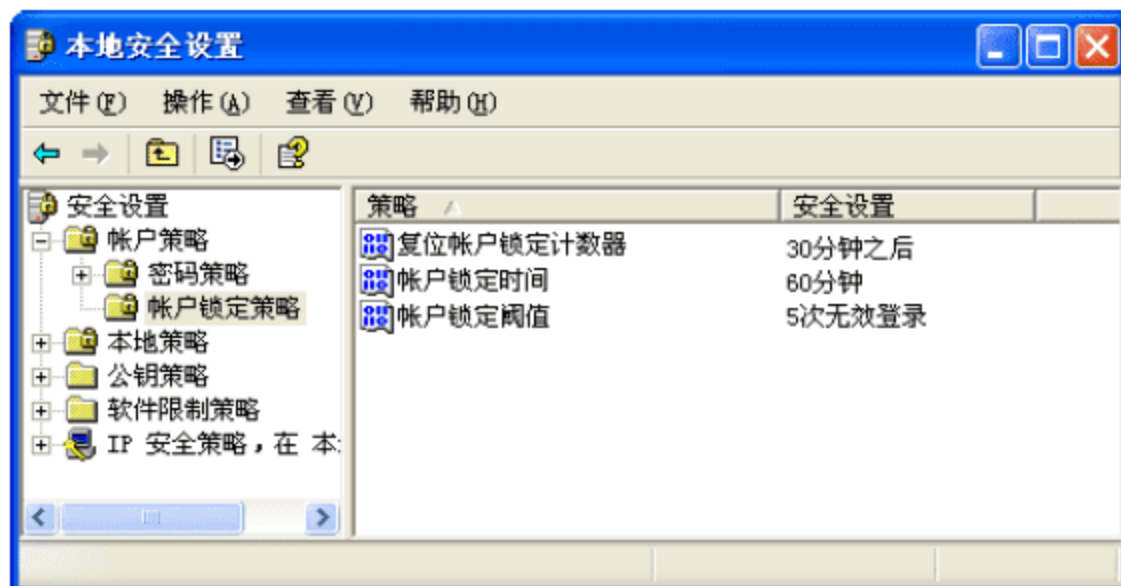 本地安全设置
文件(F) 操作(A) 查看(V) 帮助(H)
安全设置
帐户策略
密码策略
帐户锁定策略
本地策略
公钥策略
软件限制策略
IP 安全策略，在 本
策略 安全设置
复位帐户锁定计数器 30分钟之后
帐户锁定时间 60分钟
帐户锁定阈值 5次无效登录